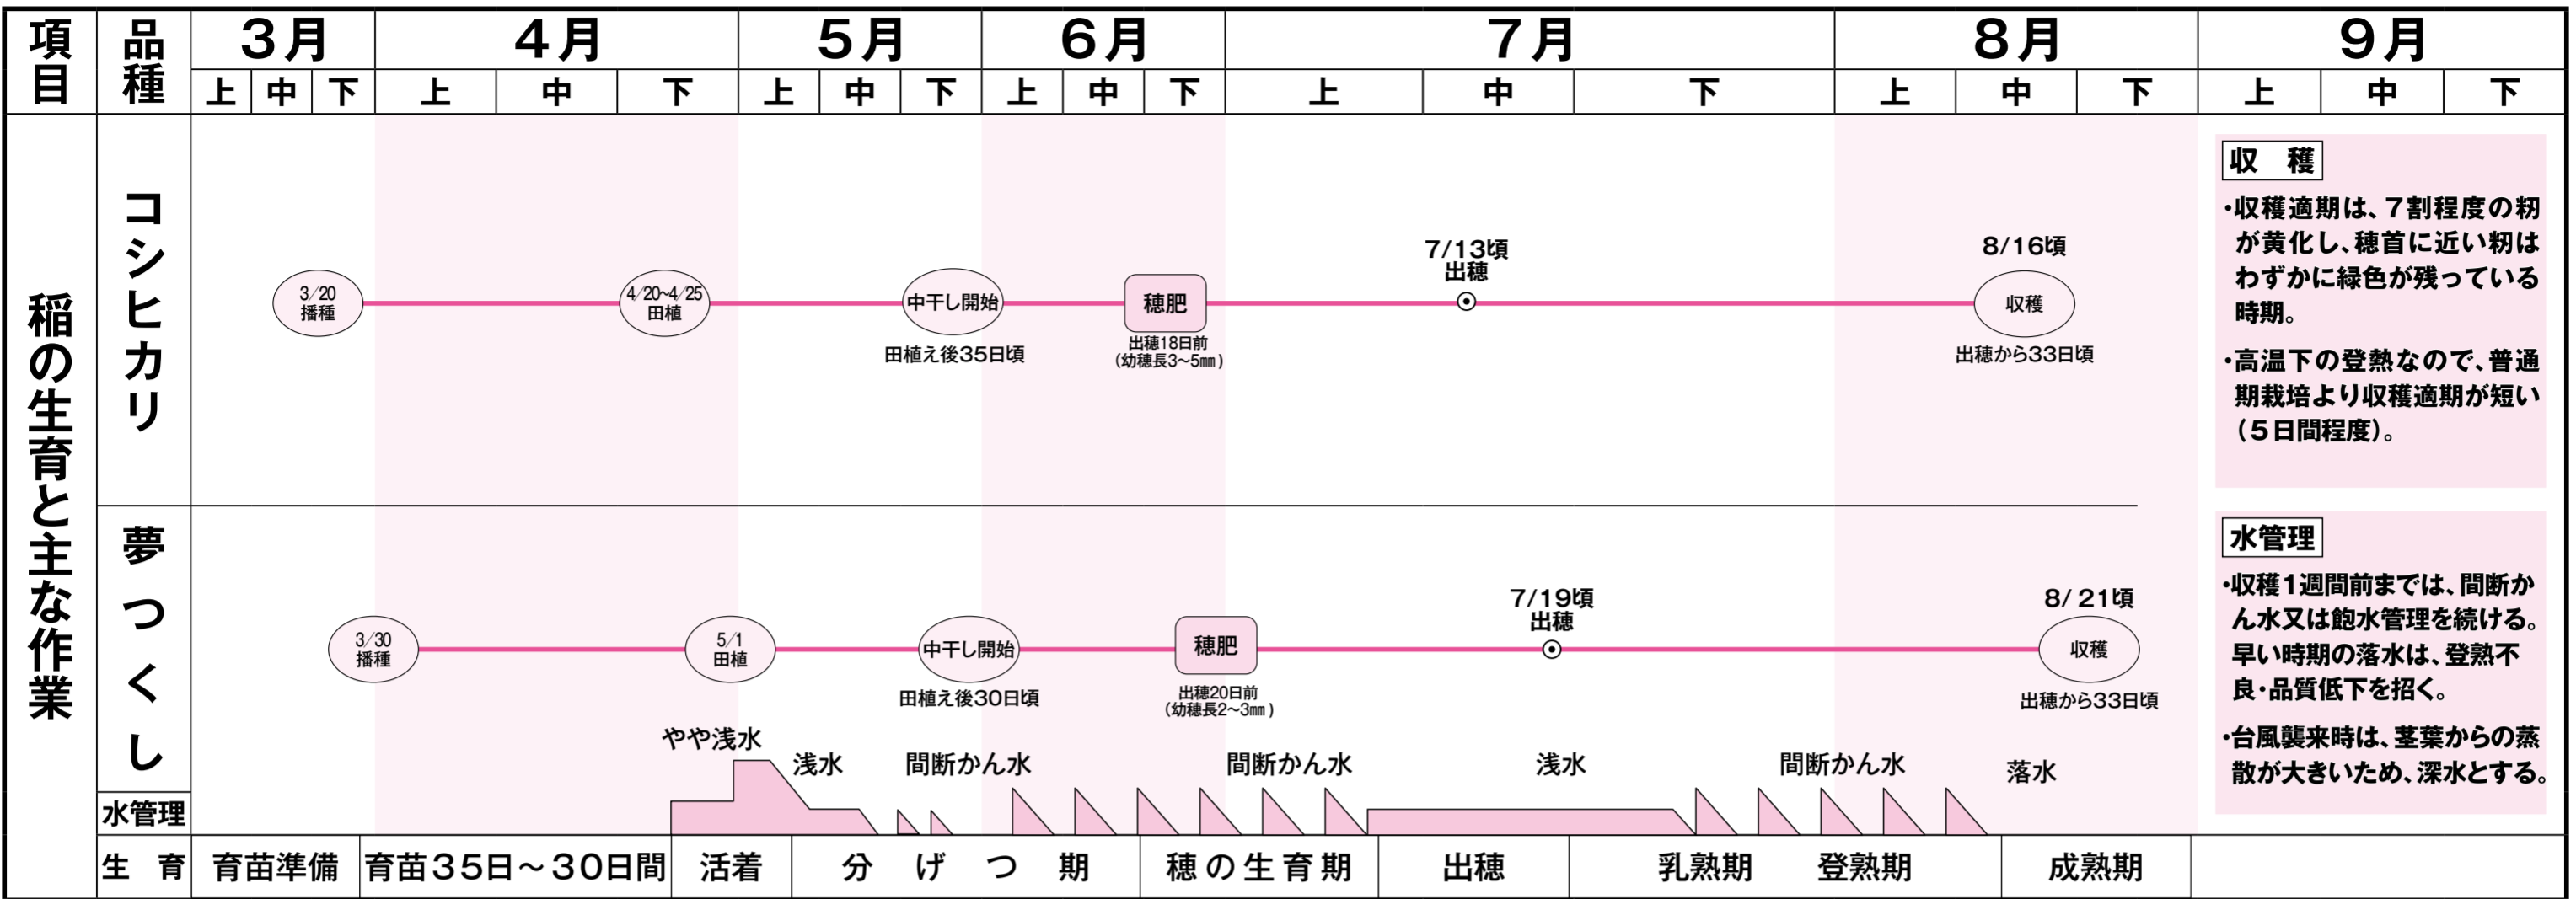 項目
品種
3月 4月 5月 6月 7月 8月 9月
上 中 下 上 中 下 上 中 下 上 中 下 上 中 下 上 中 下 上 中 下
稲の生育と主な作業
コシヒカリ
3/20
播種
4/20~4/25
田植
中干し開始
田植え後35日頃
穂肥
出穂18日前
(幼穂長3~5㎜)
7/13頃
出穂
8/16頃
収穫
出穂から33日頃
夢つくし
3/30
播種
5/1
田植
中干し開始
田植え後30日頃
穂肥
出穂20日前
(幼穂長2~3㎜)
7/19頃
出穂
8/21頃
収穫
出穂から33日頃
水管理
やや浅水
浅水
間断かん水
間断かん水
浅水
間断かん水
落水
生 育
育苗準備
育苗35日~30日間
活着
分げつ期
穂の生育期
出穂
乳熟期 登熟期
成熟期
収 穫
・収穫適期は、7割程度の籾
が黄化し、穂首に近い籾は
わずかに緑色が残っている
時期。
・高温下の登熱なので、普通
期栽培より収穫適期が短い
(5日間程度)。
水管理
・収穫1週間前までは、間断か
ん水又は飽水管理を続ける。
早い時期の落水は、登熟不
良・品質低下を招く。
・台風襲来時は、茎葉からの蒸
散が大きいため、深水とする。